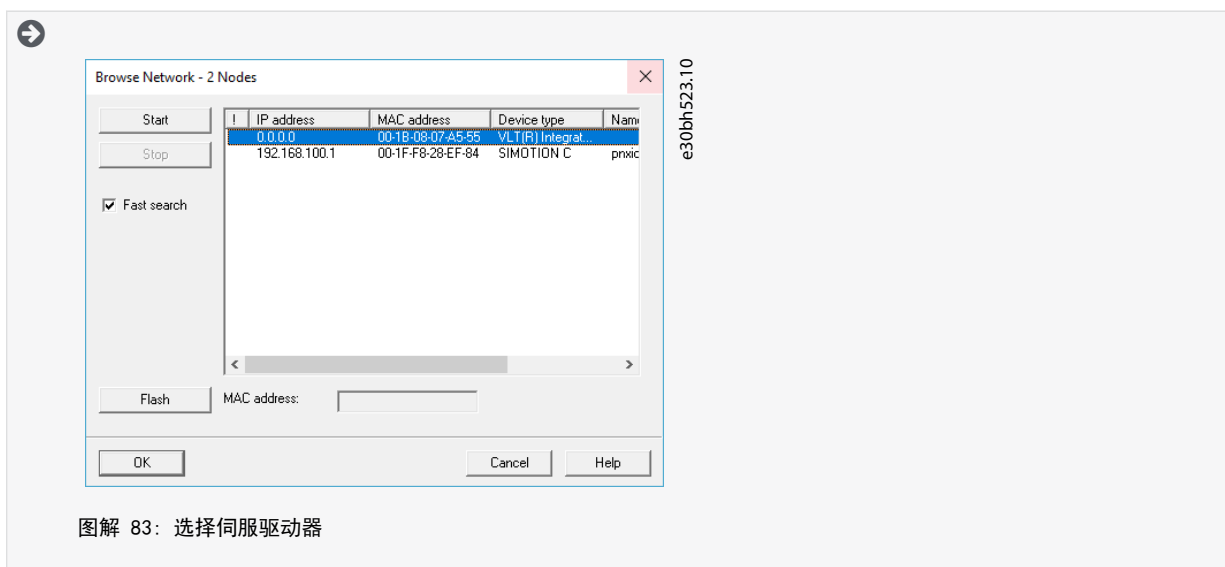 Browse Network - 2 Nodes
Start
Stop
Fast search
! IP address MAC address Device type Nam
0.0.0.0 00-1B-08-07-A5-55 VLT(R) Integrat...
192.168.100.1 00-1F-F8-28-EF-84 SIMOTION C pnxic
Flash MAC address:
OK Cancel Help
e30bh523.10
图解 83: 选择伺服驱动器